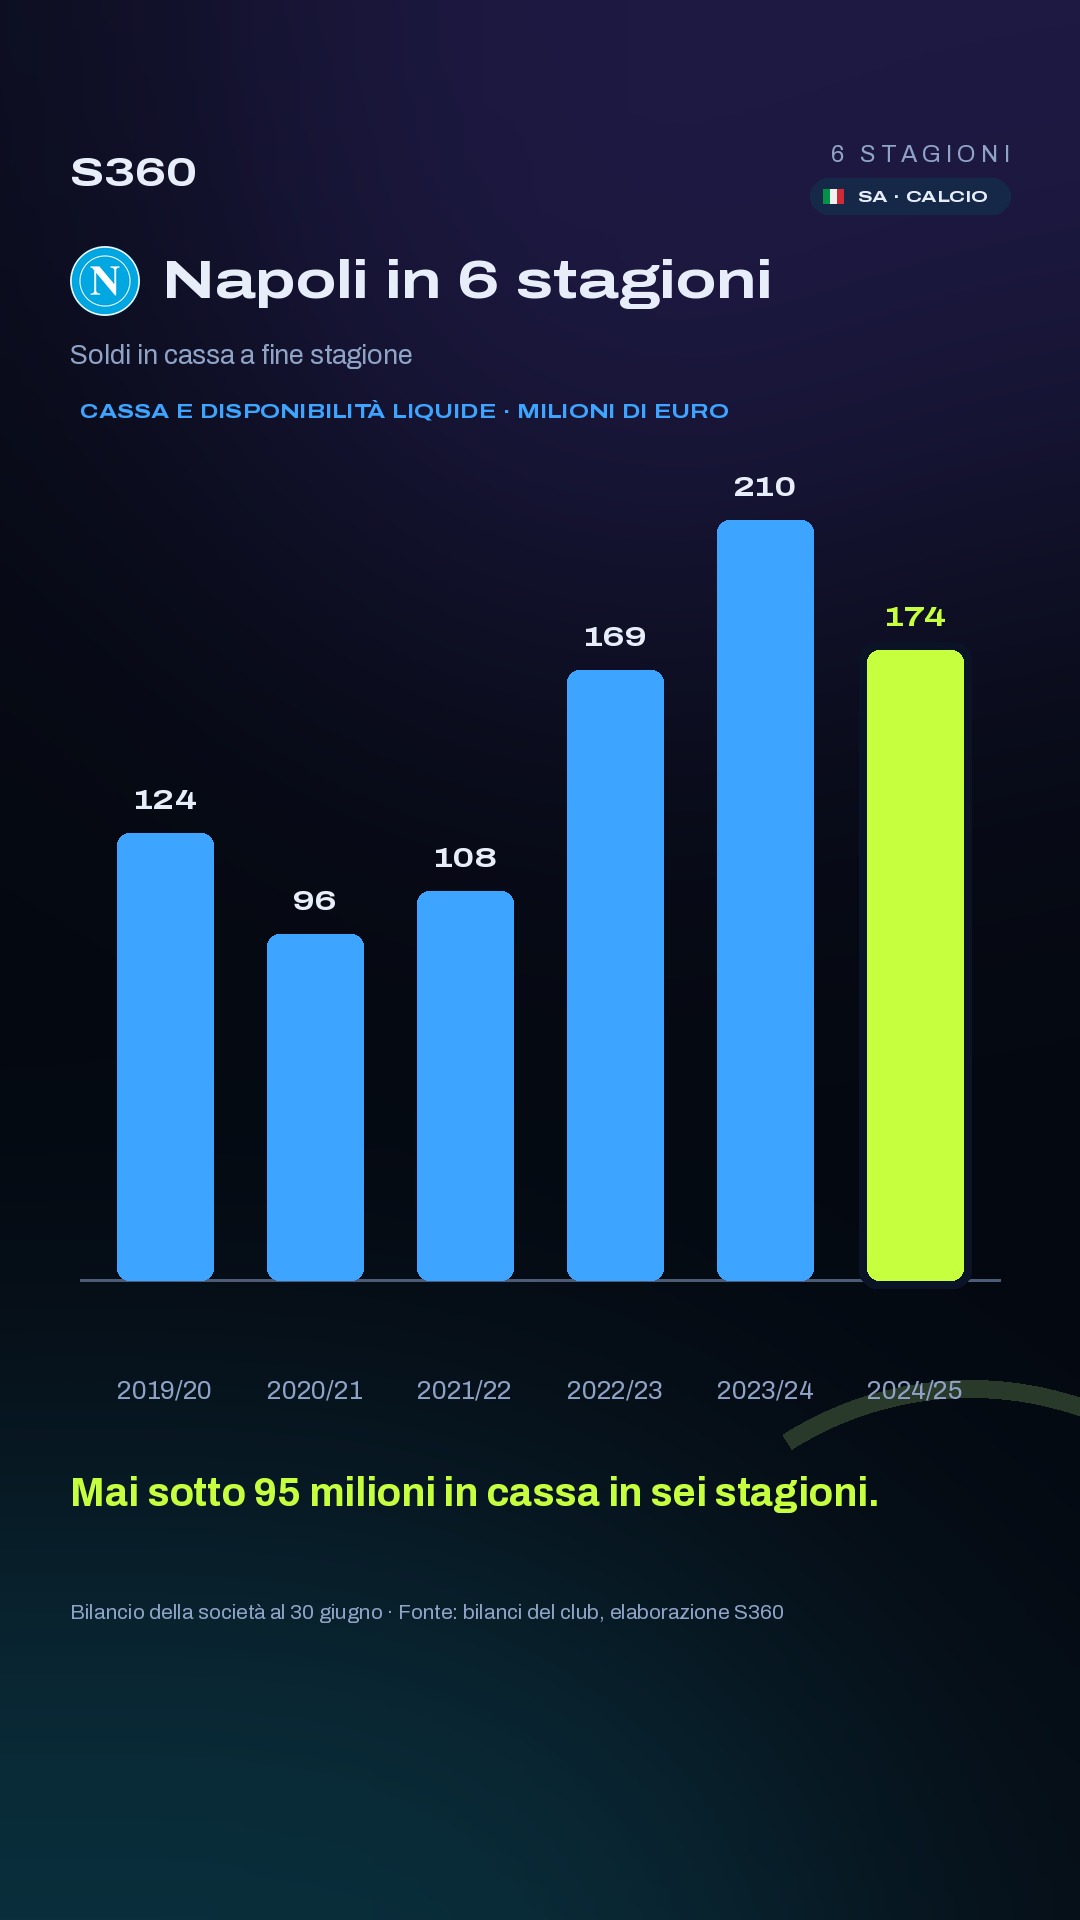 S360
6 STAGIONI
SA · CALCIO
N
Napoli in 6 stagioni
Soldi in cassa a fine stagione
CASSA E DISPONIBILITÀ LIQUIDE · MILIONI DI EURO
124
96
108
169
210
174
2019/20
2020/21
2021/22
2022/23
2023/24
2024/25
Mai sotto 95 milioni in cassa in sei stagioni.
Bilancio della società al 30 giugno · Fonte: bilanci del club, elaborazione S360